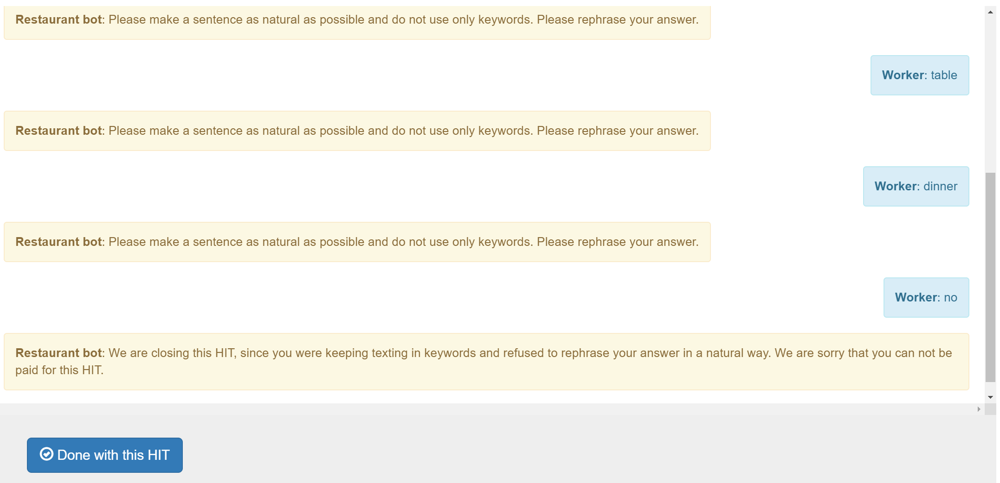 Restaurant bot: Please make a sentence as natural as possible and do not use only keywords. Please rephrase your answer.
Worker: table
Restaurant bot: Please make a sentence as natural as possible and do not use only keywords. Please rephrase your answer.
Worker: dinner
Restaurant bot: Please make a sentence as natural as possible and do not use only keywords. Please rephrase your answer.
Worker: no
Restaurant bot: We are closing this HIT, since you were keeping texting in keywords and refused to rephrase your answer in a natural way. We are sorry that you can not be
paid for this HIT.
Done with this HIT